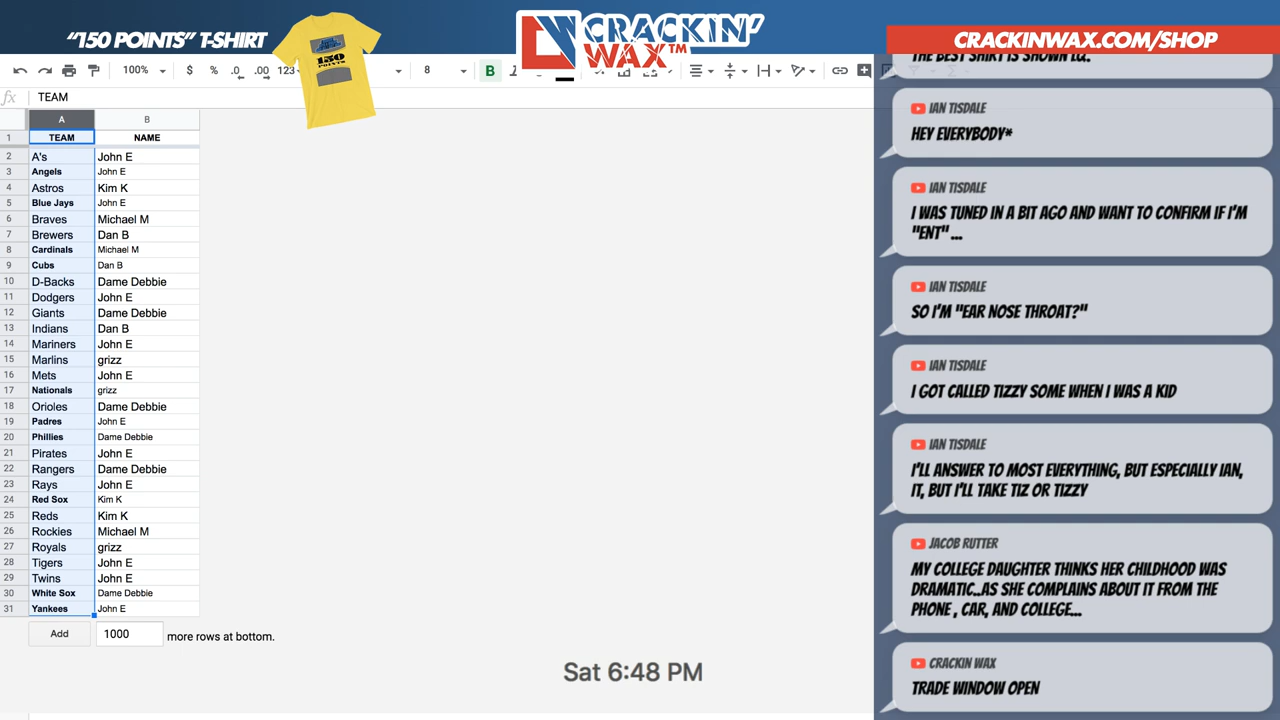 "150 POINTS" T-SHIRT
150
POINTS
CRACKIN'
WAX™
CRACKINWAX.COM/SHOP
100%
$
%
.0
.00
123
8
B
fx
TEAM
A
B
1 TEAM NAME
2 A's John E
3 Angels John E
4 Astros Kim K
5 Blue Jays John E
6 Braves Michael M
7 Brewers Dan B
8 Cardinals Michael M
9 Cubs Dan B
10 D-Backs Dame Debbie
11 Dodgers John E
12 Giants Dame Debbie
13 Indians Dan B
14 Mariners John E
15 Marlins grizz
16 Mets John E
17 Nationals grizz
18 Orioles Dame Debbie
19 Padres John E
20 Phillies Dame Debbie
21 Pirates John E
22 Rangers Dame Debbie
23 Rays John E
24 Red Sox Kim K
25 Reds Kim K
26 Rockies Michael M
27 Royals grizz
28 Tigers John E
29 Twins John E
30 White Sox Dame Debbie
31 Yankees John E
Add 1000 more rows at bottom.
Sat 6:48 PM
THE BEST SHIRT IS SHOWN
IAN TISDALE
HEY EVERYBODY*
IAN TISDALE
I WAS TUNED IN A BIT AGO AND WANT TO CONFIRM IF I'M
"ENT" ...
IAN TISDALE
SO I'M "EAR NOSE THROAT?"
IAN TISDALE
I GOT CALLED TIZZY SOME WHEN I WAS A KID
IAN TISDALE
I'LL ANSWER TO MOST EVERYTHING, BUT ESPECIALLY IAN,
IT, BUT I'LL TAKE TIZ OR TIZZY
JACOB RUTTER
MY COLLEGE DAUGHTER THINKS HER CHILDHOOD WAS
DRAMATIC..AS SHE COMPLAINS ABOUT IT FROM THE
PHONE , CAR, AND COLLEGE...
CRACKIN WAX
TRADE WINDOW OPEN